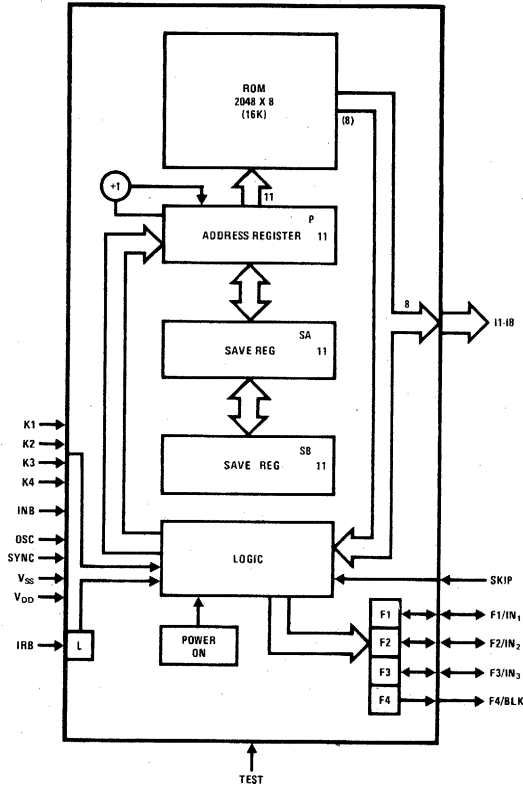 ROM
2048 X 8
(16K)
(8)
+1
11
P
ADDRESS REGISTER
11
8
I1-I8
SA
SAVE REG
11
SB
SAVE REG
11
K1
K2
K3
K4
INB
OSC
SYNC
VSS
VDD
IRB
L
LOGIC
POWER
ON
SKIP
F1
F1/IN1
F2
F2/IN2
F3
F3/IN3
F4
F4/BLK
TEST